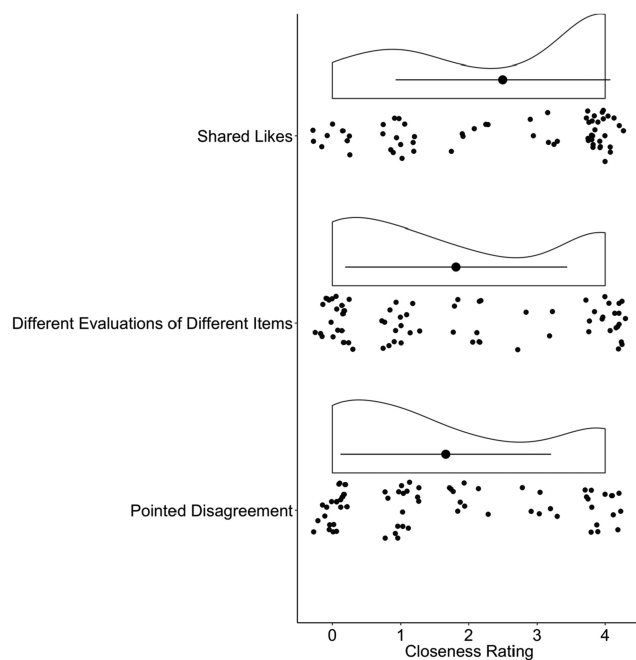 Shared Likes
Different Evaluations of Different Items
Pointed Disagreement
0 1 2 3 4
Closeness Rating